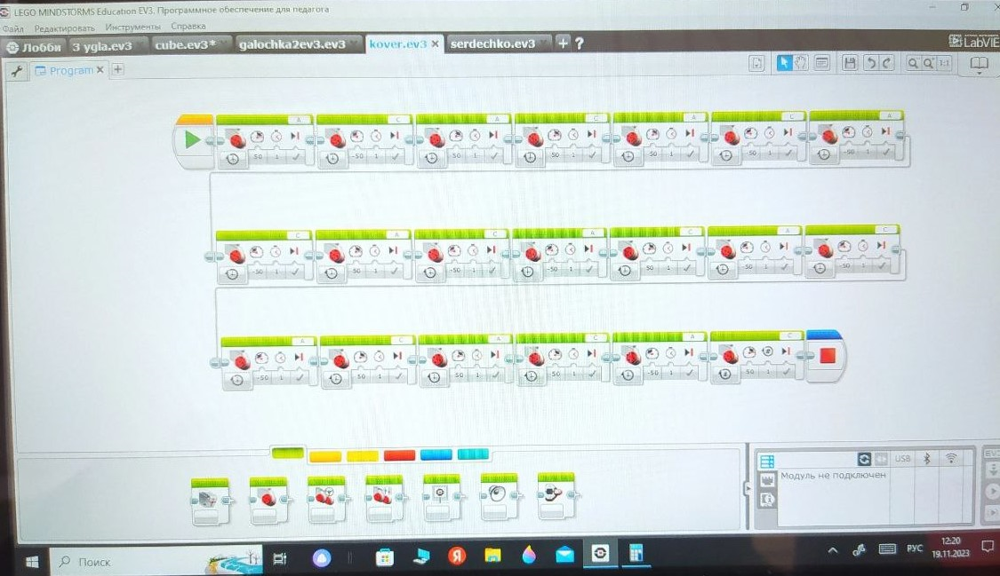 LEGO MINDSTORMS Education EV3. Программное обеспечение для педагога
Файл Редактировать Инструменты Справка
Лобби 3 ygla.ev3 cube.ev3* galochka2ev3.ev3 kover.ev3 × serdechko.ev3 + ? LabVIE
Program × + 1:1
A C A C A C A
50 1 -50 1 50 1 50 1 50 1 -50 1 -50 1
C A C A C A C
-50 1 50 1 -50 1 -50 1 50 1 -50 1 -50 1
A C A C A C
-50 1 50 1 50 1 50 1 -50 1 50 1
USB
EV3
Модуль не подключен
Поиск
Я
РУС
12:20
19.11.2023